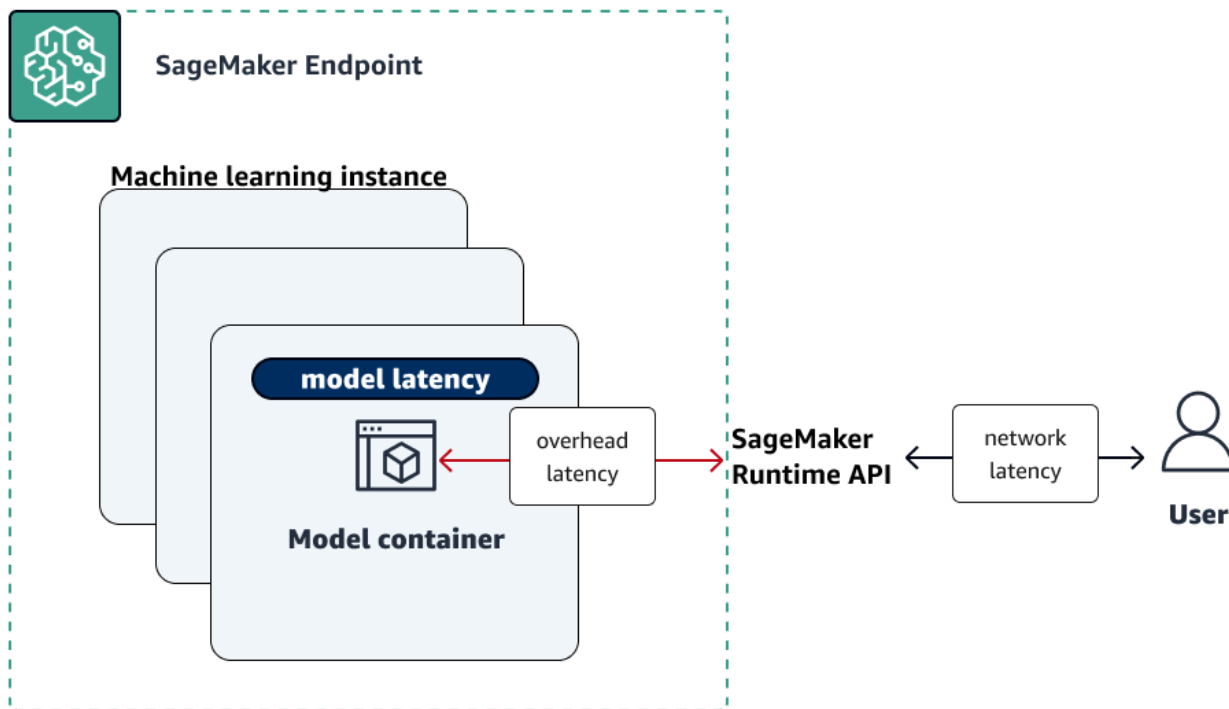 SageMaker Endpoint
Machine learning instance
model latency
overhead
latency
Model container
SageMaker
Runtime API
network
latency
User